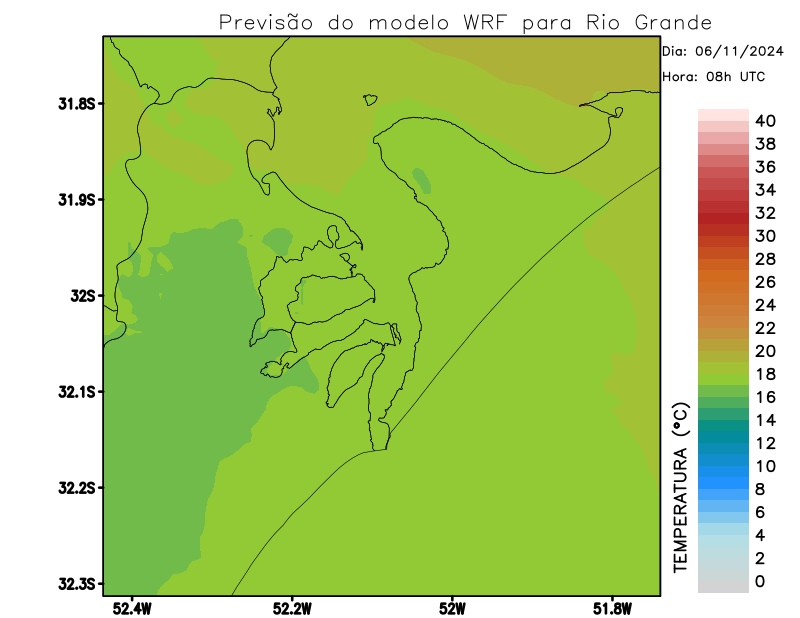 Previsão do modelo WRF para Rio Grande
Dia: 06/11/2024
Hora: 08h UTC
31.8S
31.9S
32S
32.1S
32.2S
32.3S
52.4W
52.2W
52W
51.8W
TEMPERATURA (°C)
40
38
36
34
32
30
28
26
24
22
20
18
16
14
12
10
8
6
4
2
0